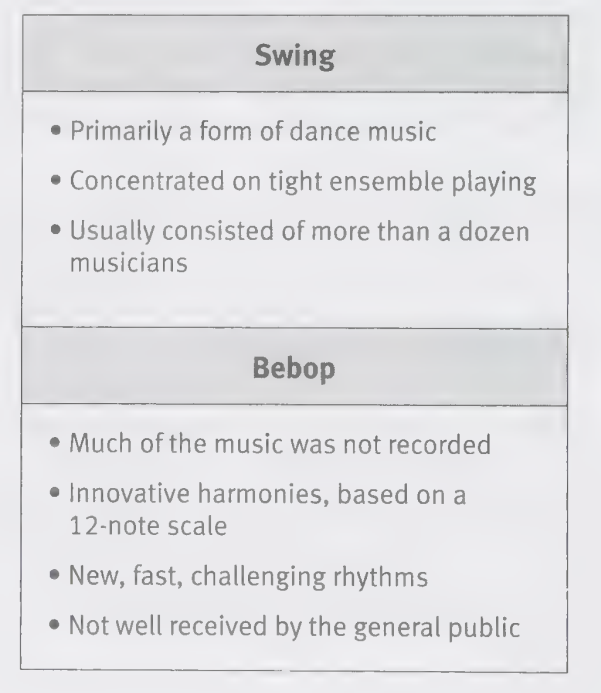 Swing
• Primarily a form of dance music
• Concentrated on tight ensemble playing
• Usually consisted of more than a dozen
musicians
Bebop
• Much of the music was not recorded
• Innovative harmonies, based on a
12-note scale
• New, fast, challenging rhythms
• Not well received by the general public